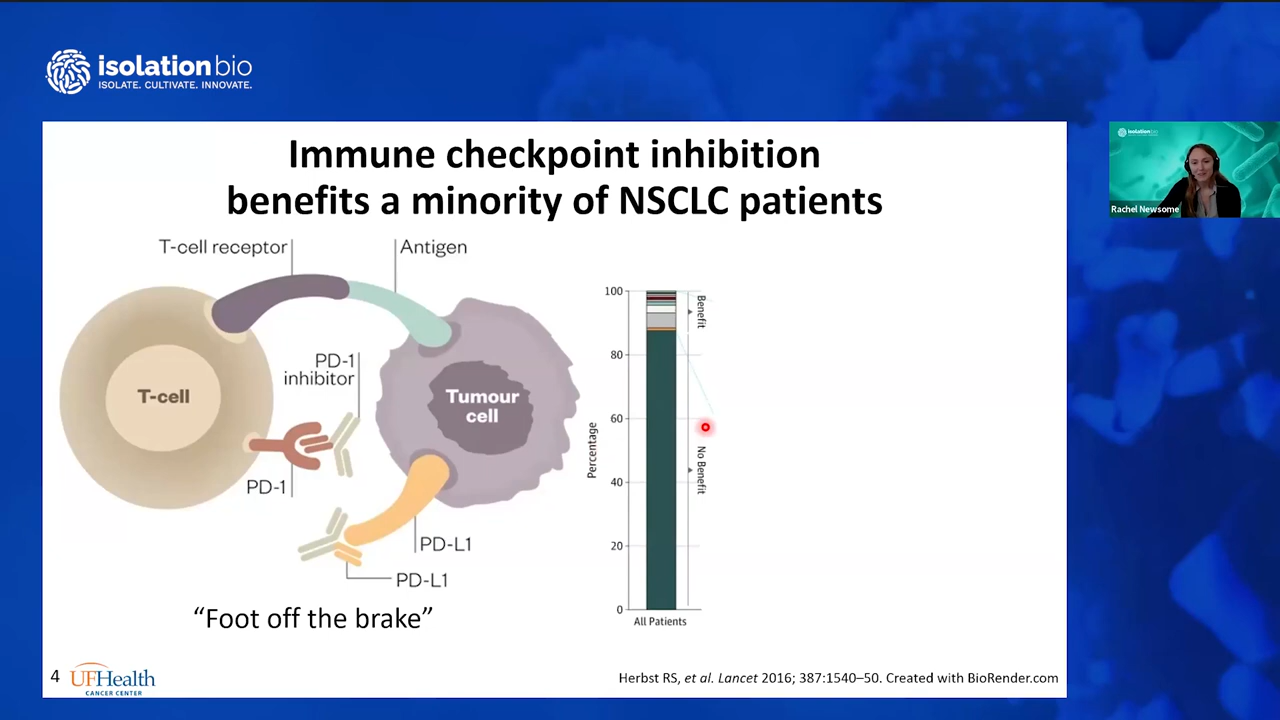 isolation bio
ISOLATE. CULTIVATE. INNOVATE.
Immune checkpoint inhibition
benefits a minority of NSCLC patients
T-cell receptor
Antigen
PD-1
inhibitor
T-cell
Tumour
cell
PD-1
PD-L1
PD-L1
“Foot off the brake”
Percentage
100
80
60
40
20
0
Benefit
No Benefit
All Patients
4
UFHealth
CANCER CENTER
Herbst RS, et al. Lancet 2016; 387:1540–50. Created with BioRender.com
isolationbio
Rachel Newsome